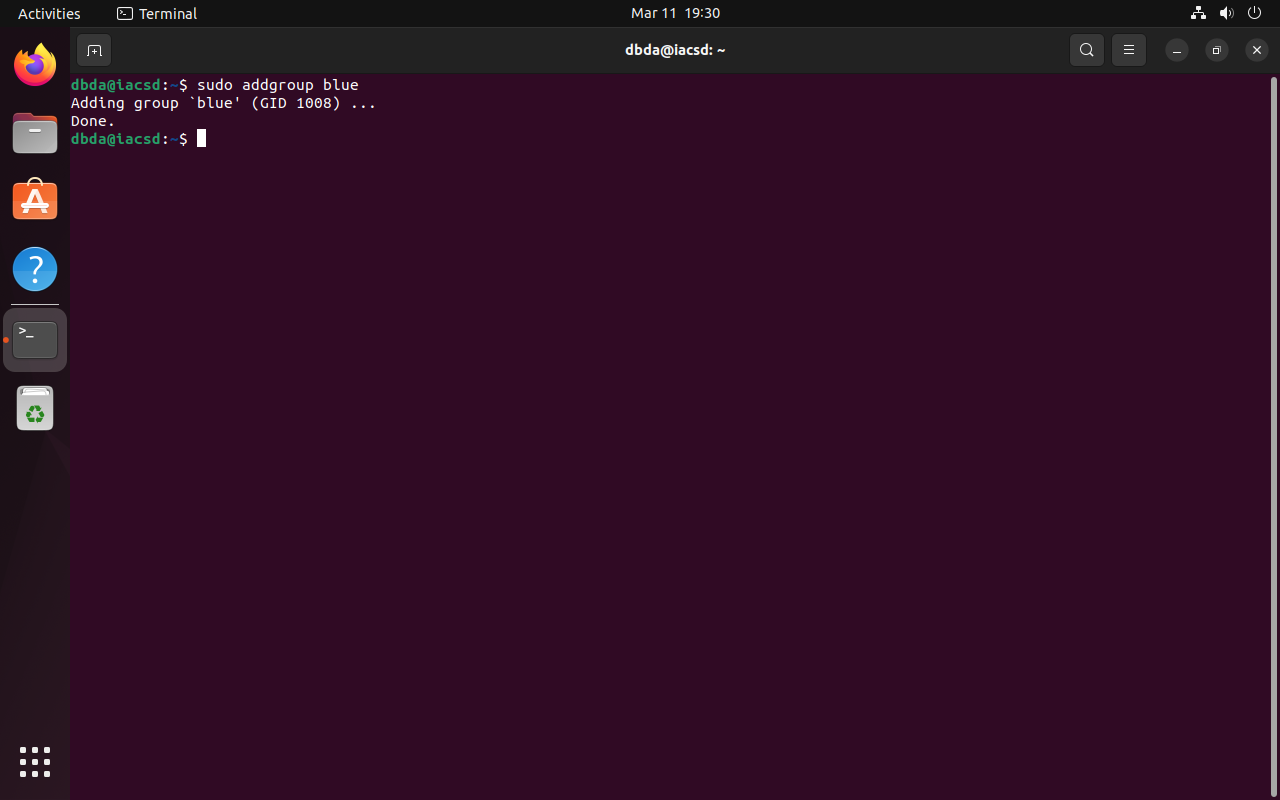 Activities
Terminal
Mar 11 19:30
dbda@iacsd: ~
dbda@iacsd:~$ sudo addgroup blue
Adding group `blue' (GID 1008) ...
Done.
dbda@iacsd:~$